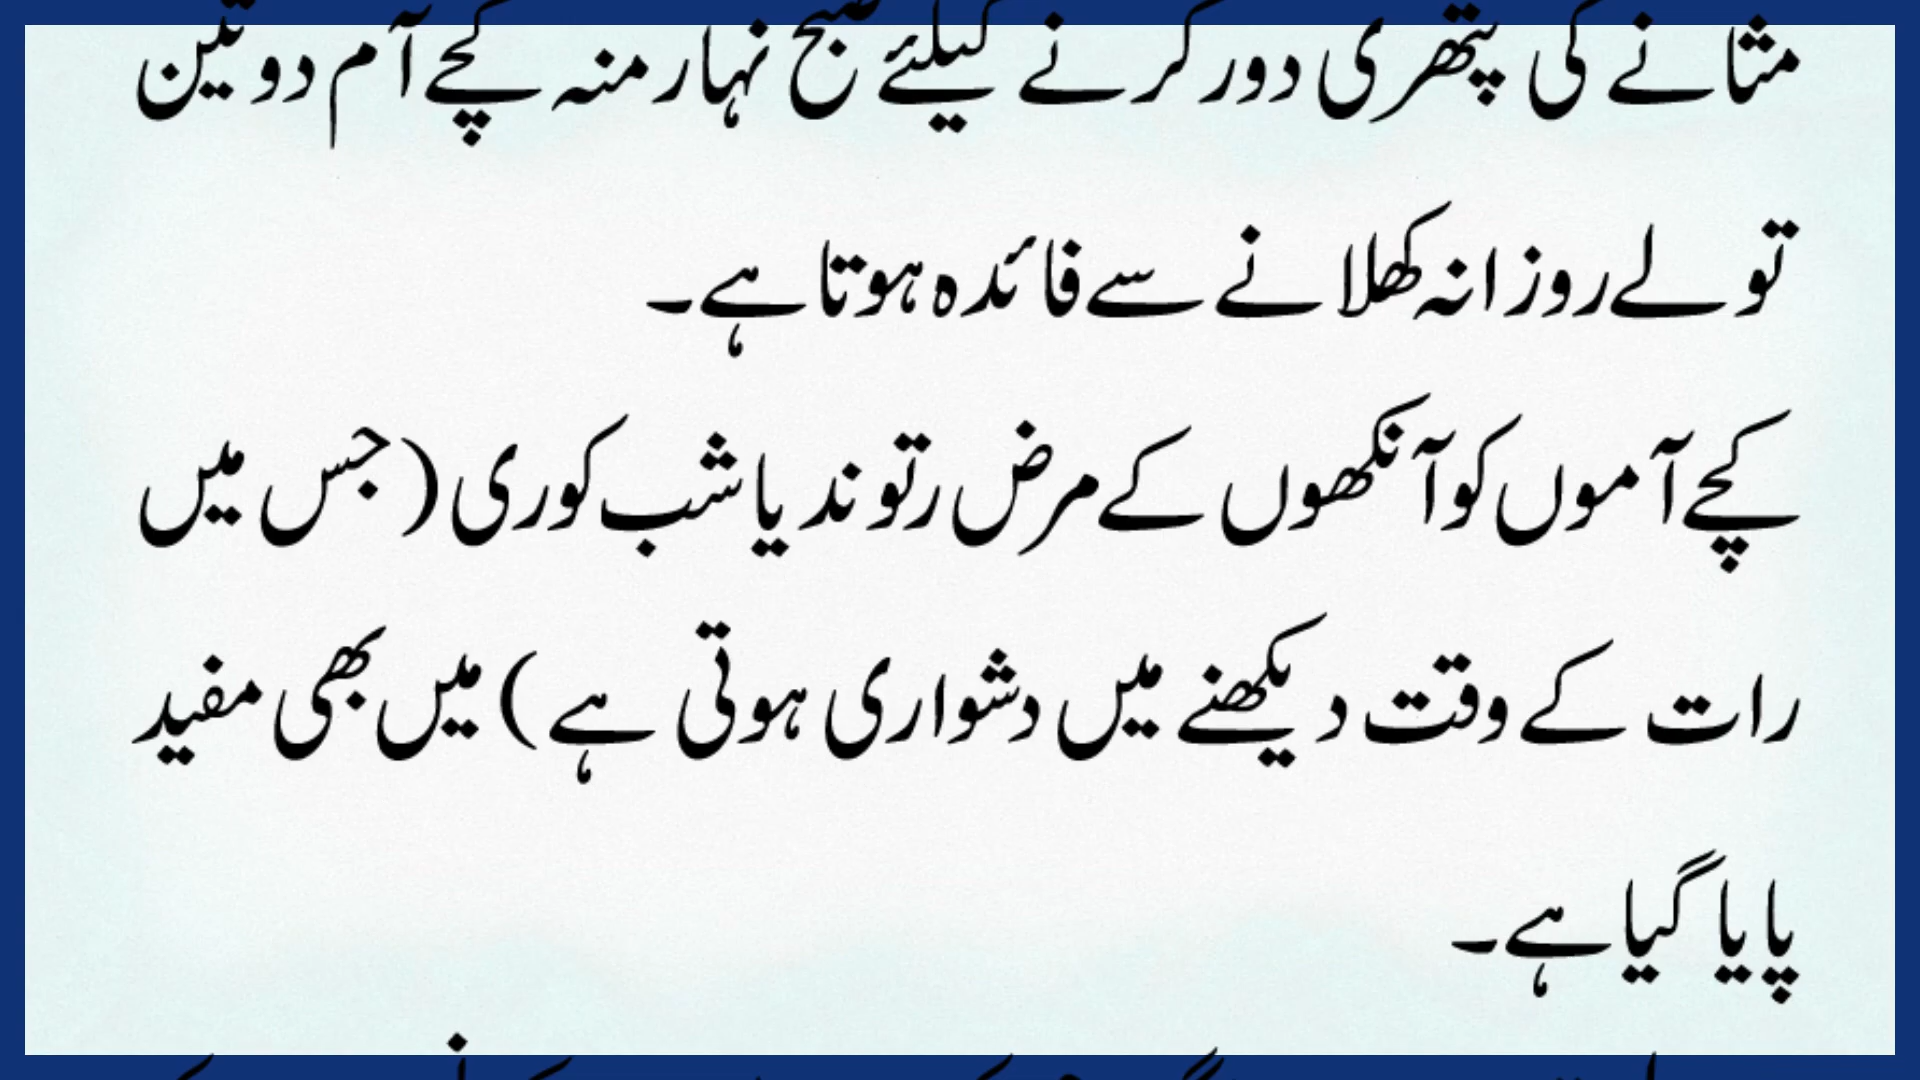 مثانے کی پتھری دور کرنے کیلئے صبح نہار منہ کچے آم دو تین
تولے روزانہ کھلانے سے فائدہ ہوتا ہے۔
کچے آموں کو آنکھوں کے مرض رتوند یا شب کوری (جس میں
رات کے وقت دیکھنے میں دشواری ہوتی ہے) میں بھی مفید
پایا گیا ہے۔